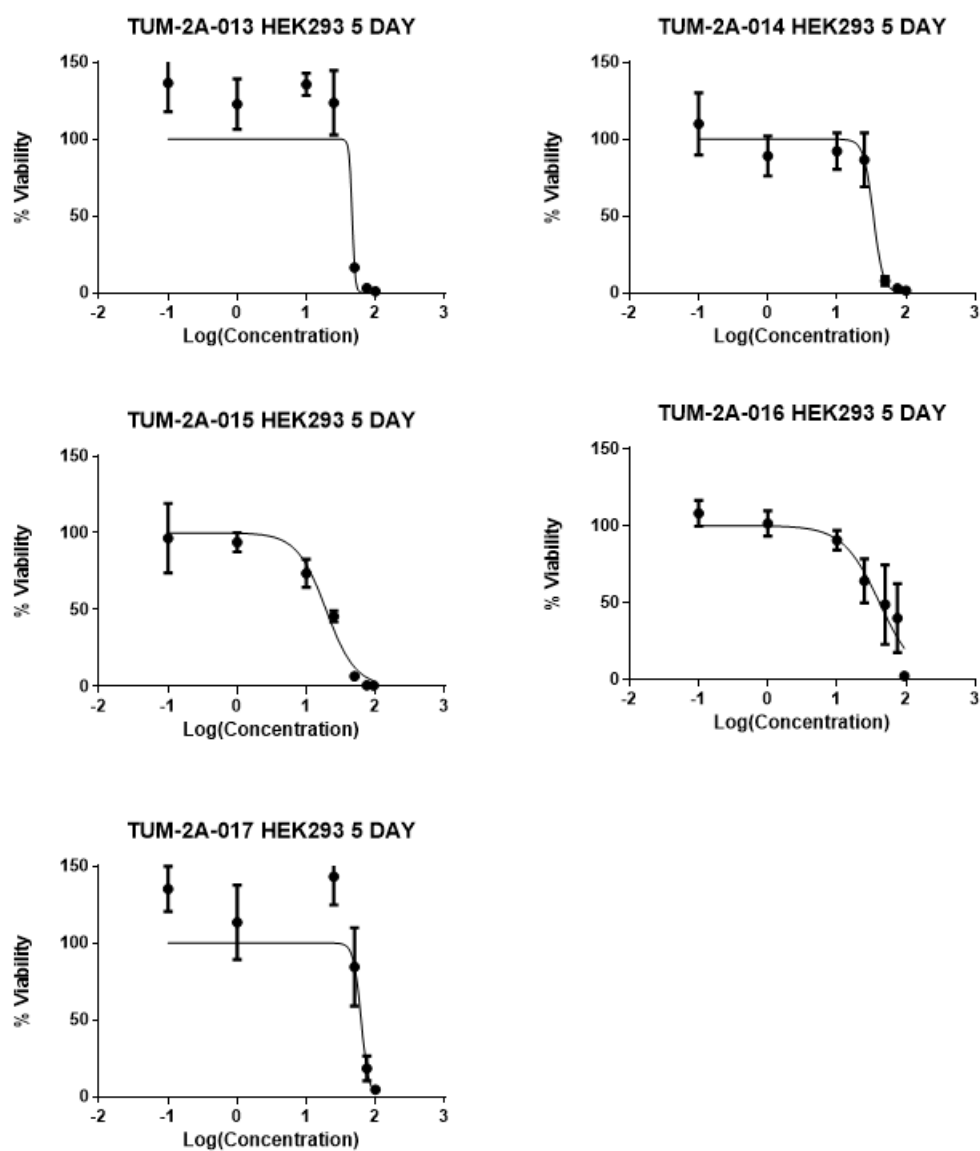 TUM-2A-013 HEK293 5 DAY
150
100
50
0
% Viability
-2 -1 0 1 2 3
Log(Concentration)
TUM-2A-014 HEK293 5 DAY
150
100
50
0
% Viability
-2 -1 0 1 2 3
Log(Concentration)
TUM-2A-015 HEK293 5 DAY
150
100
50
0
% Viability
-2 -1 0 1 2 3
Log(Concentration)
TUM-2A-016 HEK293 5 DAY
150
100
50
0
% Viability
-2 -1 0 1 2 3
Log(Concentration)
TUM-2A-017 HEK293 5 DAY
150
100
50
0
% Viability
-2 -1 0 1 2 3
Log(Concentration)